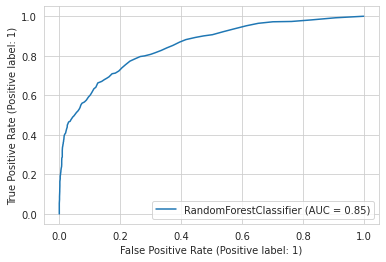 True Positive Rate (Positive label: 1)
1.0
0.8
0.6
0.4
0.2
0.0
RandomForestClassifier (AUC = 0.85)
0.0 0.2 0.4 0.6 0.8 1.0
False Positive Rate (Positive label: 1)